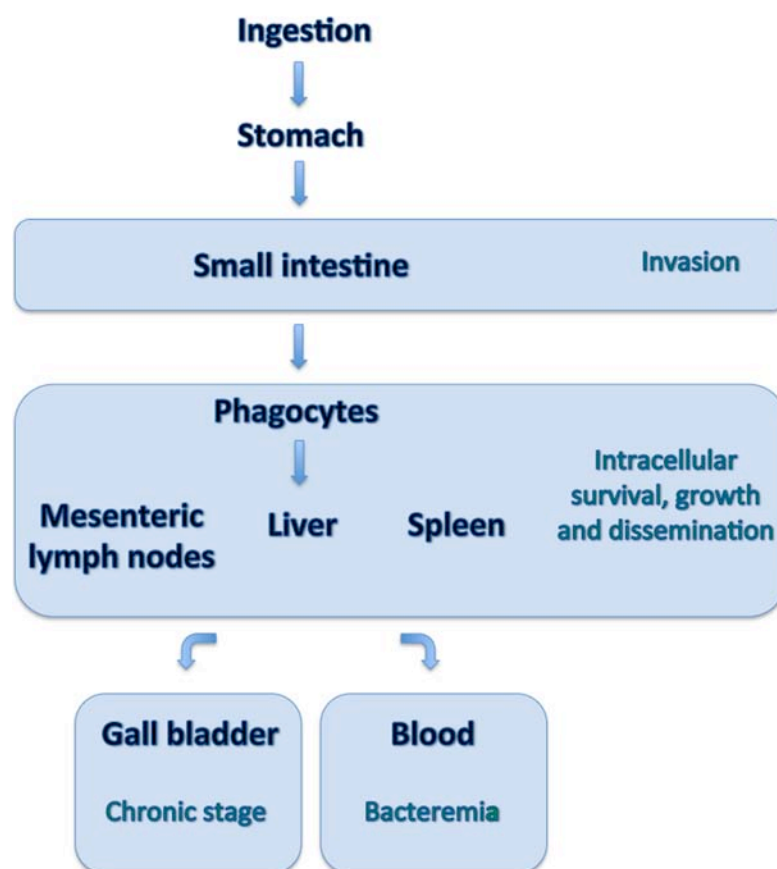 Ingestion
Stomach
Small intestine
Invasion
Phagocytes
Mesenteric
lymph nodes
Liver
Spleen
Intracellular
survival, growth
and dissemination
Gall bladder
Chronic stage
Blood
Bacteremia